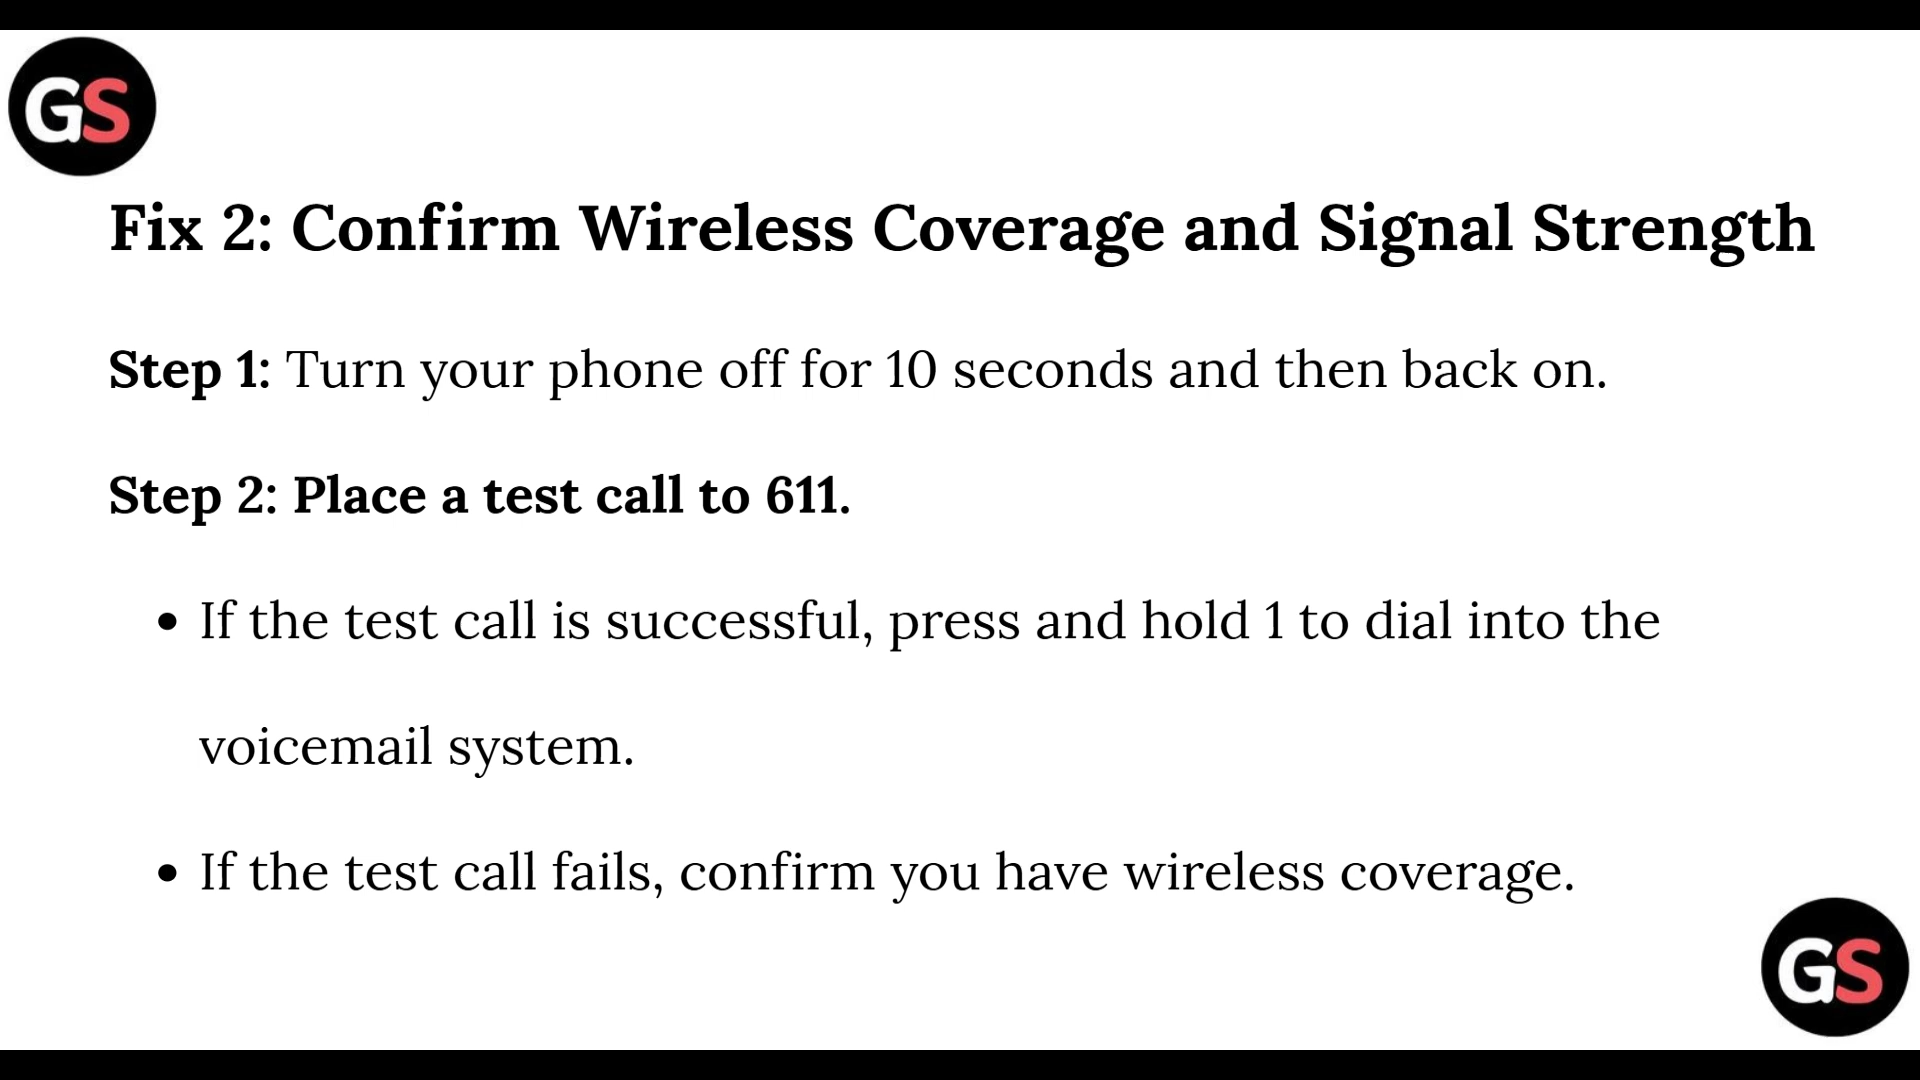 GS
Fix 2: Confirm Wireless Coverage and Signal Strength
Step 1: Turn your phone off for 10 seconds and then back on.
Step 2: Place a test call to 611.
• If the test call is successful, press and hold 1 to dial into the
voicemail system.
• If the test call fails, confirm you have wireless coverage.
GS